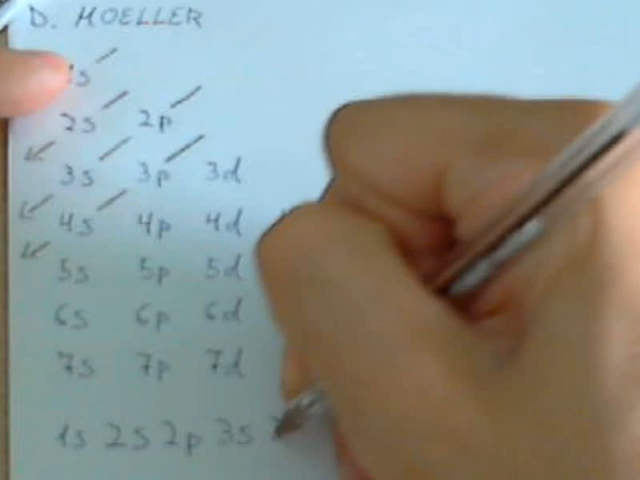 D. MOELLER
1s
2s 2p
3s 3p 3d
4s 4p 4d
5s 5p 5d
6s 6p 6d
7s 7p 7d
1s 2s 2p 3s